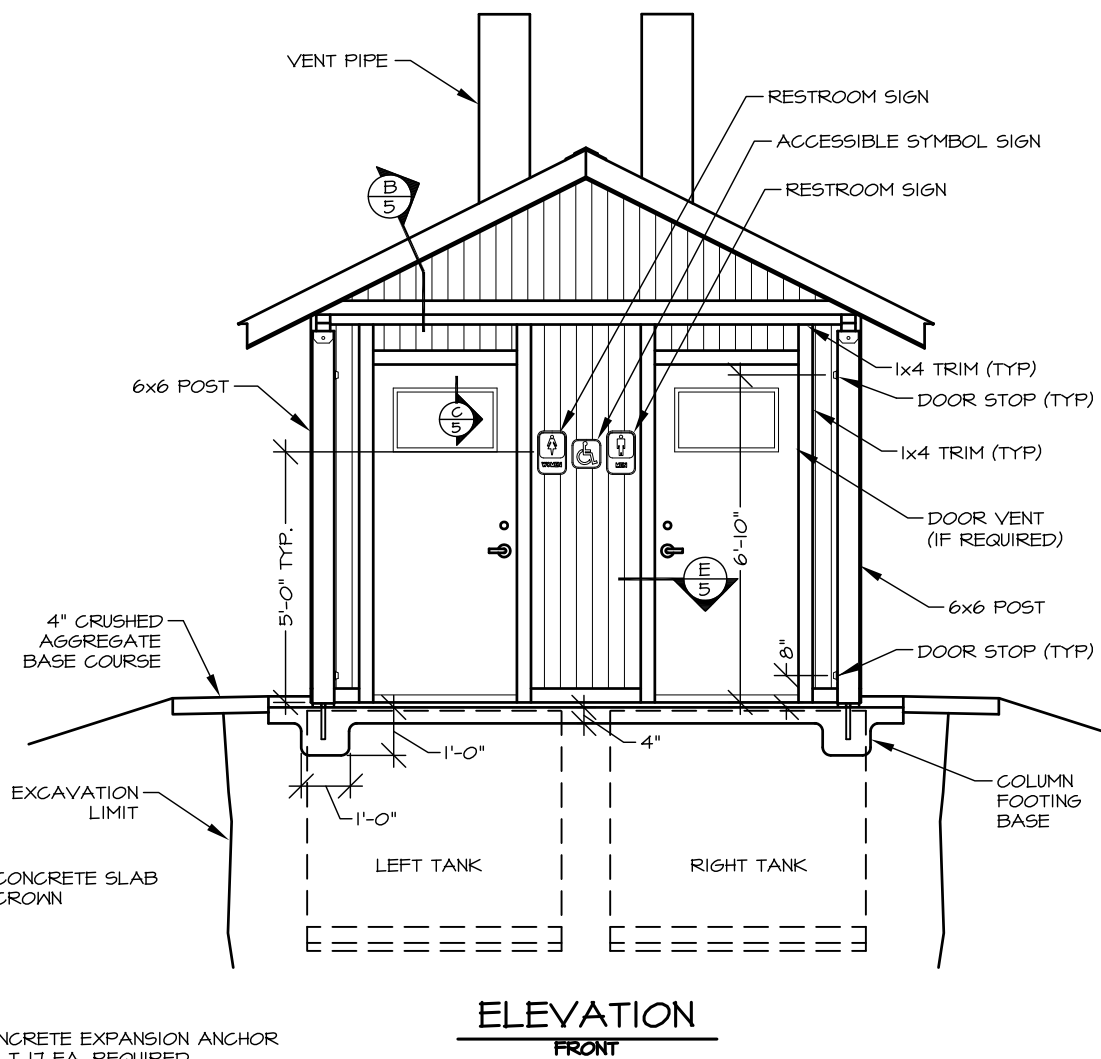 VENT PIPE
RESTROOM SIGN
ACCESSIBLE SYMBOL SIGN
RESTROOM SIGN
B
5
1x4 TRIM (TYP)
6x6 POST
DOOR STOP (TYP)
C
5
WOMEN
MEN
1x4 TRIM (TYP)
DOOR VENT
(IF REQUIRED)
5'-0" TYP.
6'-10"
E
5
6x6 POST
4" CRUSHED
AGGREGATE
BASE COURSE
8"
DOOR STOP (TYP)
1'-0"
4"
1'-0"
EXCAVATION
LIMIT
COLUMN
FOOTING
BASE
LEFT TANK
RIGHT TANK
CONCRETE SLAB
CROWN
ELEVATION
FRONT
NCRETE EXPANSION ANCHOR
T 17 EA. REQUIRED